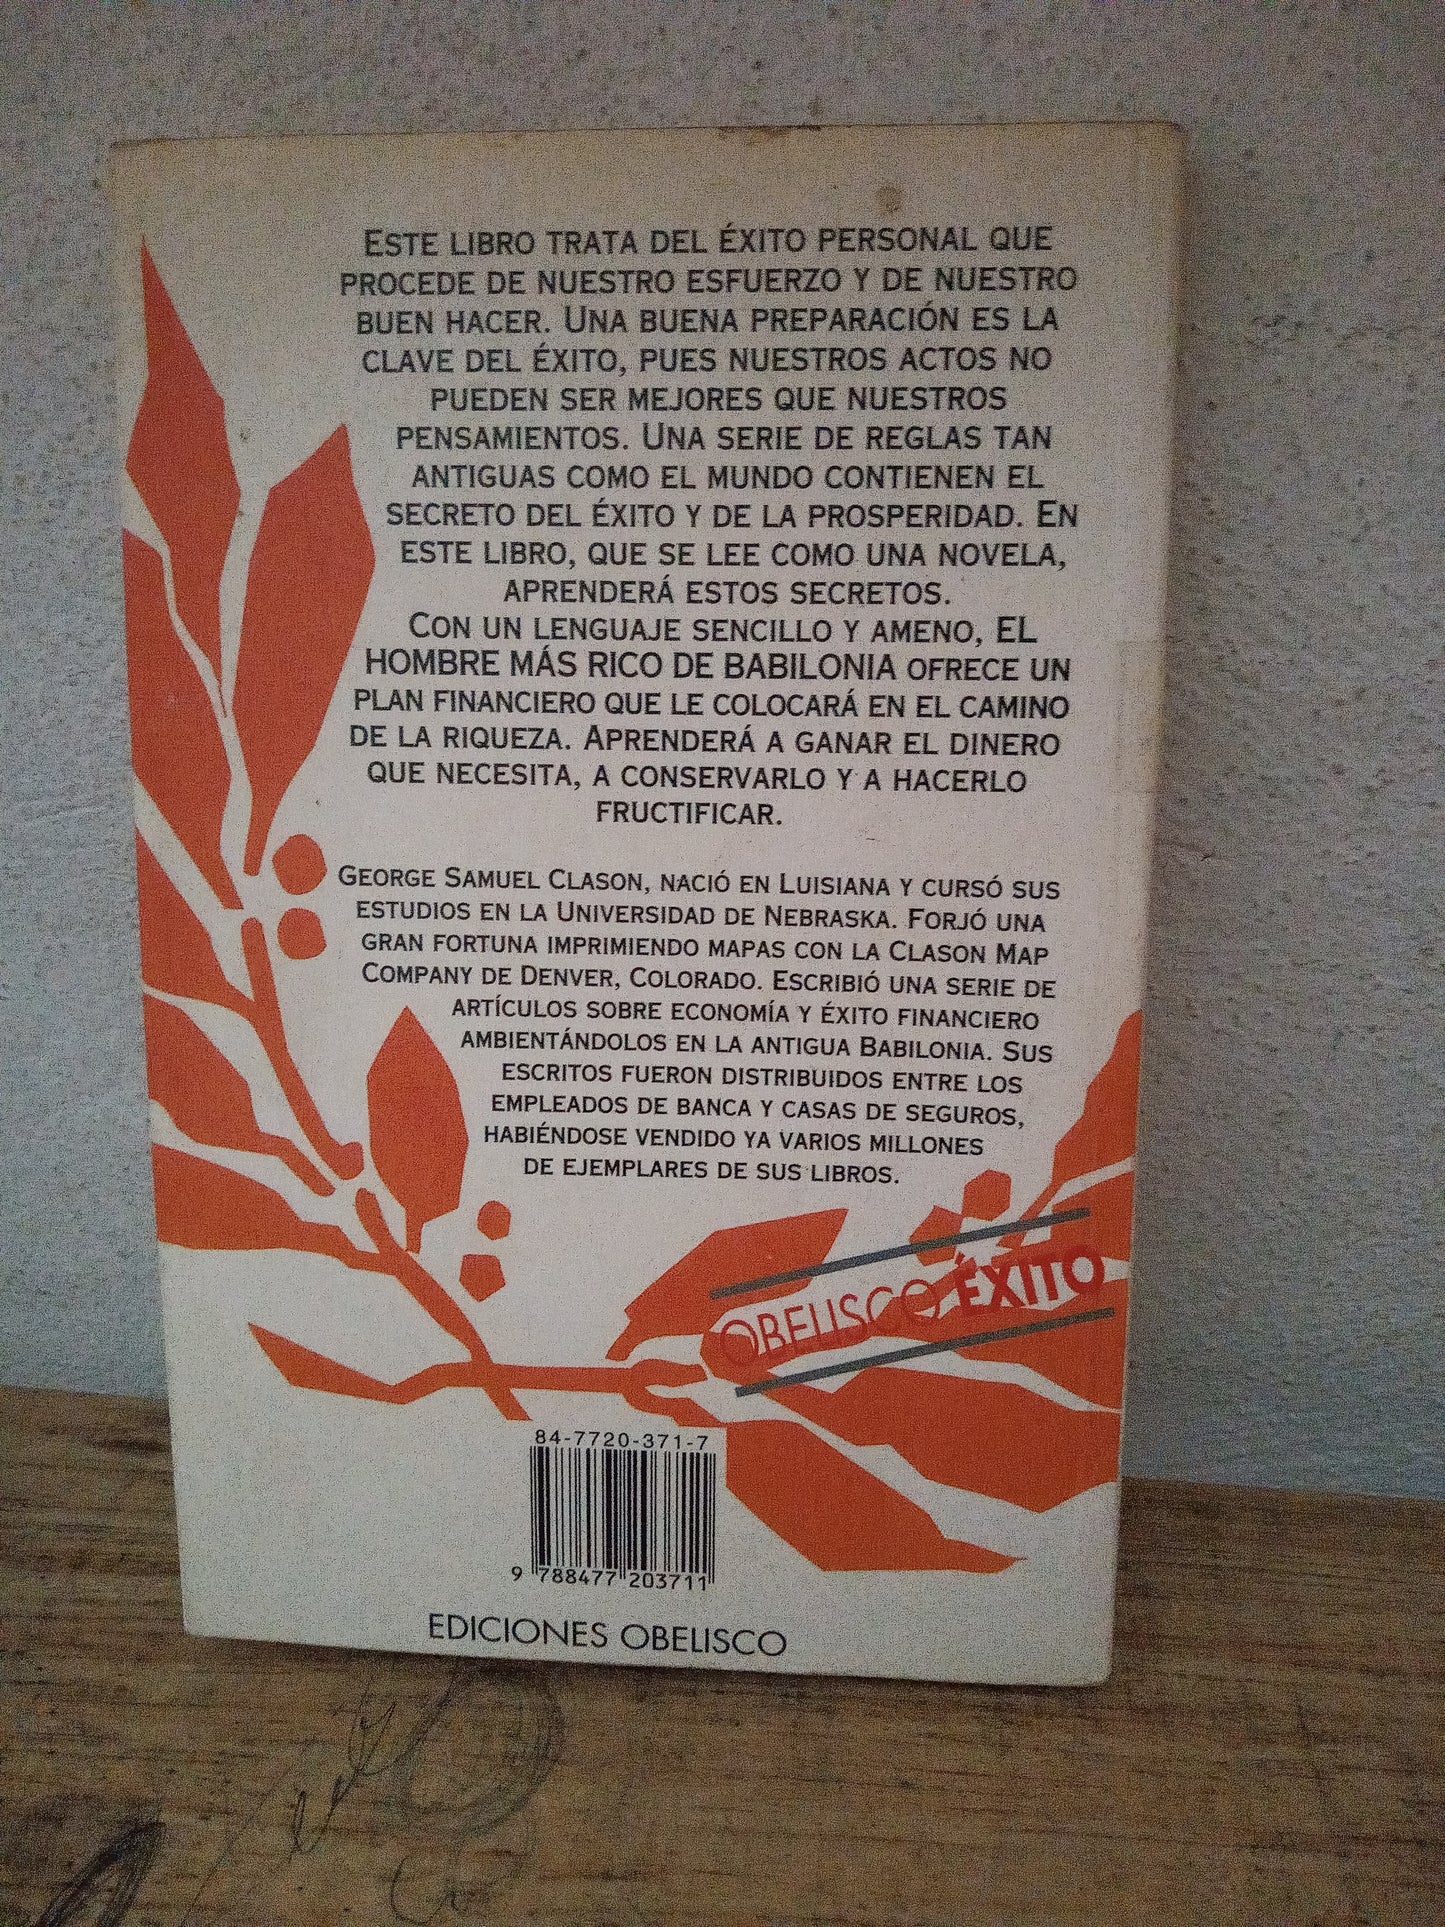 ESTE LIBRO TRATA DEL ÉXITO PERSONAL QUE
PROCEDE DE NUESTRO ESFUERZO Y DE NUESTRO
BUEN HACER. UNA BUENA PREPARACIÓN ES LA
CLAVE DEL ÉXITO, PUES NUESTROS ACTOS NO
PUEDEN SER MEJORES QUE NUESTROS
PENSAMIENTOS. UNA SERIE DE REGLAS TAN
ANTIGUAS COMO EL MUNDO CONTIENEN EL
SECRETO DEL ÉXITO Y DE LA PROSPERIDAD. EN
ESTE LIBRO, QUE SE LEE COMO UNA NOVELA,
APRENDERÁ ESTOS SECRETOS.
CON UN LENGUAJE SENCILLO Y AMENO, EL
HOMBRE MÁS RICO DE BABILONIA OFRECE UN
PLAN FINANCIERO QUE LE COLOCARÁ EN EL CAMINO
DE LA RIQUEZA. APRENDERÁ A GANAR EL DINERO
QUE NECESITA, A CONSERVARLO Y A HACERLO
FRUCTIFICAR.
GEORGE SAMUEL CLASON, NACIÓ EN LUISIANA Y CURSÓ SUS
ESTUDIOS EN LA UNIVERSIDAD DE NEBRASKA. FORJÓ UNA
GRAN FORTUNA IMPRIMIENDO MAPAS CON LA CLASON MAP
COMPANY DE DENVER, COLORADO. ESCRIBIÓ UNA SERIE DE
ARTÍCULOS SOBRE ECONOMÍA Y ÉXITO FINANCIERO
AMBIENTÁNDOLOS EN LA ANTIGUA BABILONIA. SUS
ESCRITOS FUERON DISTRIBUIDOS ENTRE LOS
EMPLEADOS DE BANCA Y CASAS DE SEGUROS,
HABIÉNDOSE VENDIDO YA VARIOS MILLONES
DE EJEMPLARES DE SUS LIBROS.
OBELISCO ÉXITO
84-7720-371-7
9 788477 203711
EDICIONES OBELISCO